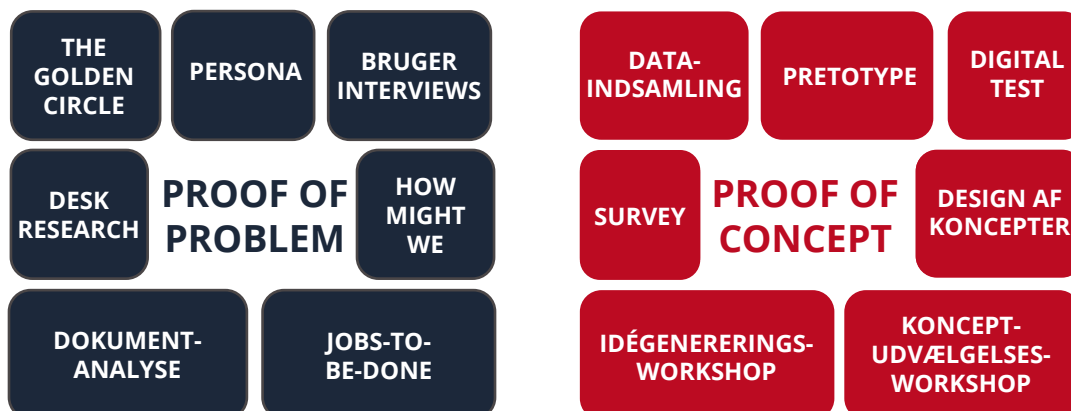 THE
GOLDEN
CIRCLE
PERSONA
BRUGER
INTERVIEWS
DESK
RESEARCH
PROOF OF
PROBLEM
HOW
MIGHT
WE
DOKUMENT-
ANALYSE
JOBS-TO-
BE-DONE
DATA-
INDSAMLING
PRETOTYPE
DIGITAL
TEST
SURVEY
PROOF OF
CONCEPT
DESIGN AF
KONCEPTER
IDÉGENERERINGS-
WORKSHOP
KONCEPT-
UDVÆLGELSES-
WORKSHOP